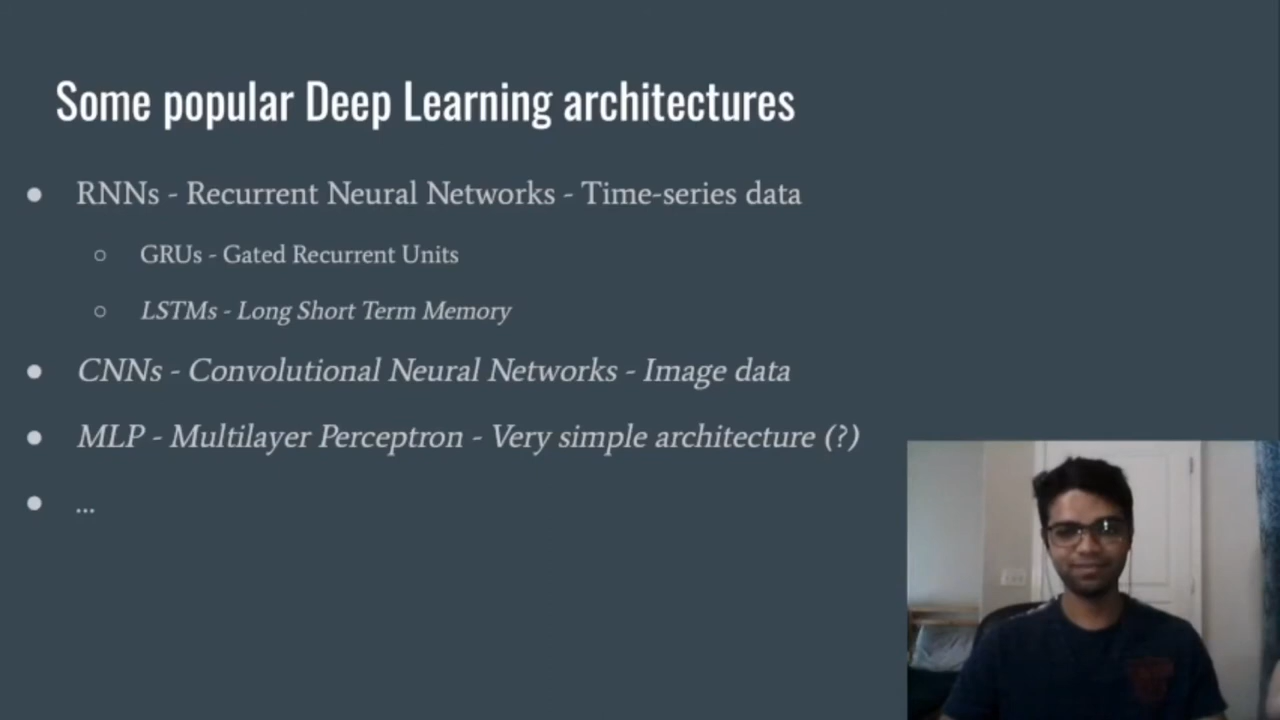 Some popular Deep Learning architectures
● RNNs - Recurrent Neural Networks - Time-series data
○ GRUs - Gated Recurrent Units
○ LSTMs - Long Short Term Memory
● CNNs - Convolutional Neural Networks - Image data
● MLP - Multilayer Perceptron - Very simple architecture (?)
● ...